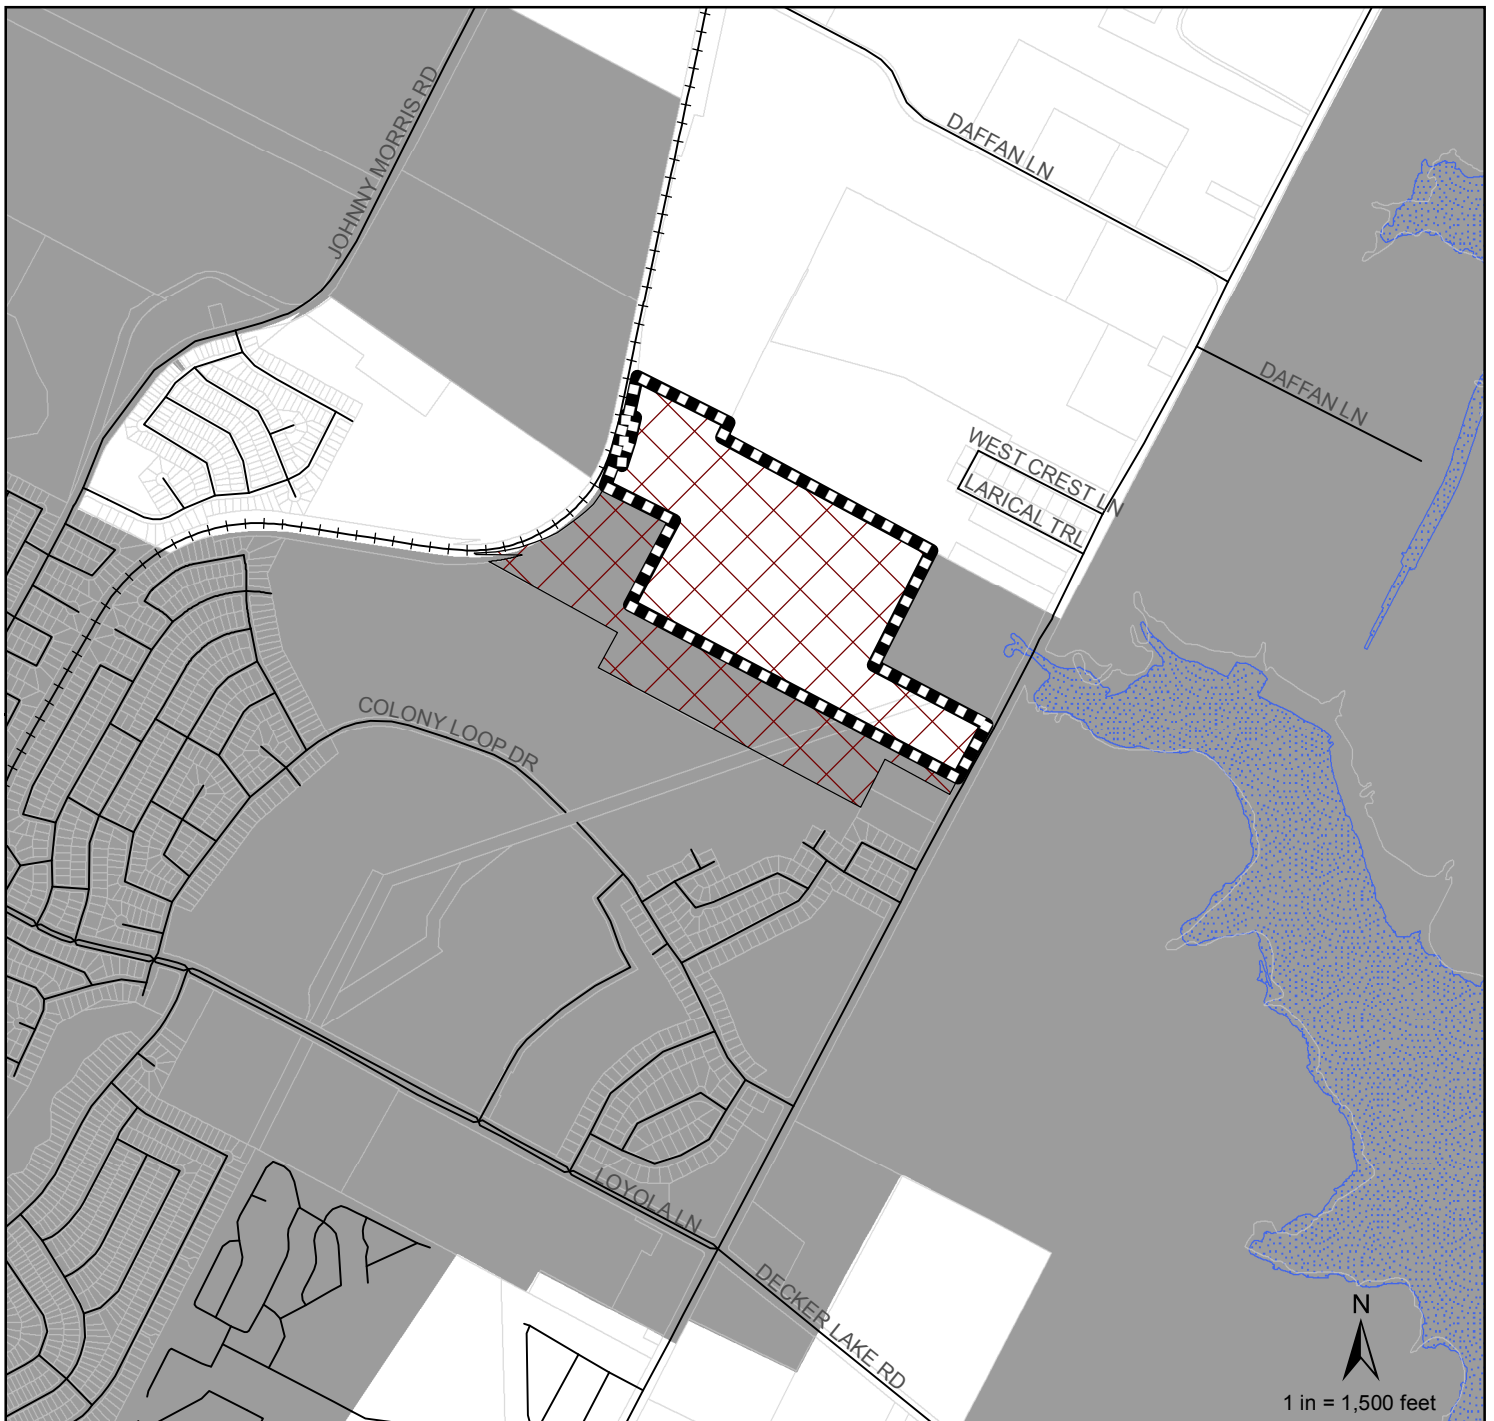 JOHNNY MORRIS RD
DAFFAN LN
DAFFAN LN
WEST CREST LN
LARICAL TRL
COLONY LOOP DR
LOYOLA LN
DECKER LAKE RD
N
1 in = 1,500 feet